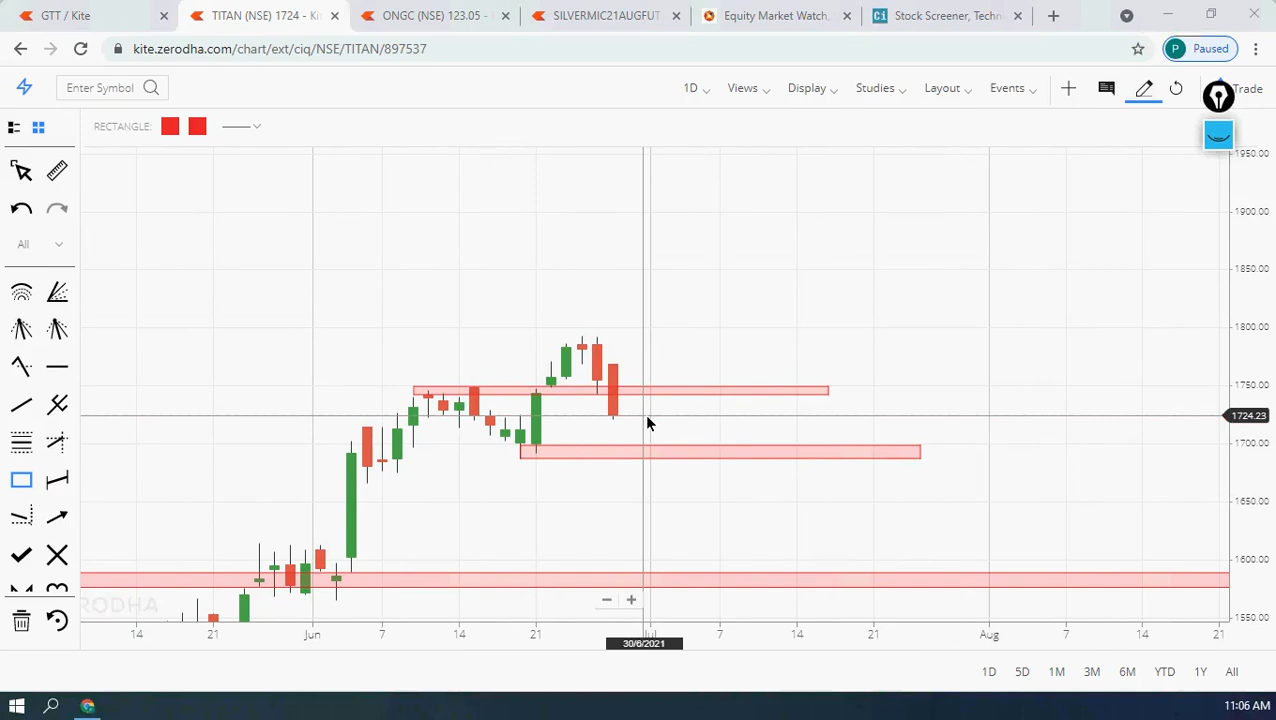 GTT / Kite
TITAN (NSE) 1724 - Ki
ONGC (NSE) 123.05 -
SILVERMIC21AUGFUT
Equity Market Watch,
Stock Screener, Techn
kite.zerodha.com/chart/ext/ciq/NSE/TITAN/897537
P Paused
Enter Symbol
1D
Views
Display
Studies
Layout
Events
Trade
RECTANGLE:
All
1950.00
1900.00
1850.00
1800.00
1750.00
1724.23
1700.00
1650.00
1600.00
1550.00
14 21 Jun 7 14 21 Jul 7 14 21 Aug 7 14 21
30/6/2021
1D 5D 1M 3M 6M YTD 1Y All
11:06 AM